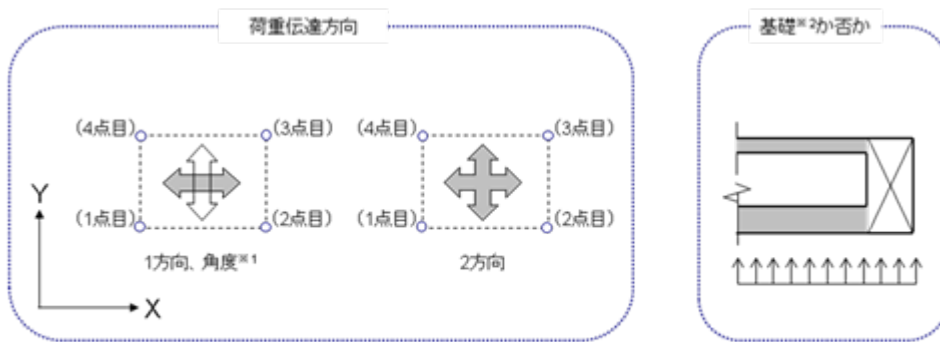 荷重伝達方向
基礎※2か否か
(4点目) (3点目) (4点目) (3点目)
Y
(1点目) (2点目) (1点目) (2点目)
1方向、角度※1 2方向
X